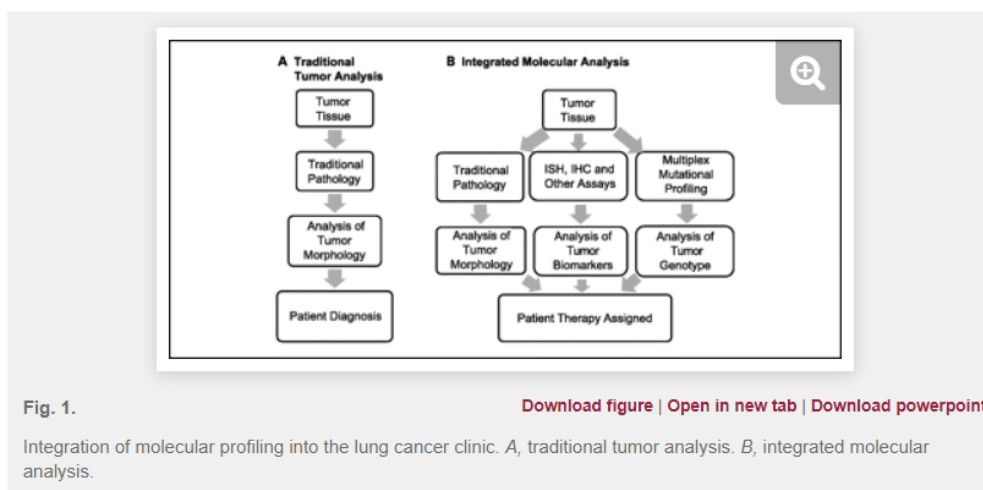 A Traditional
Tumor Analysis
Tumor
Tissue
Traditional
Pathology
Analysis of
Tumor
Morphology
Patient Diagnosis
B Integrated Molecular Analysis
Tumor
Tissue
Traditional
Pathology
ISH, IHC and
Other Assays
Multiplex
Mutational
Profiling
Analysis of
Tumor
Morphology
Analysis of
Tumor
Biomarkers
Analysis of
Tumor
Genotype
Patient Therapy Assigned
Fig. 1.
Download figure | Open in new tab | Download powerpoint
Integration of molecular profiling into the lung cancer clinic. A, traditional tumor analysis. B, integrated molecular
analysis.